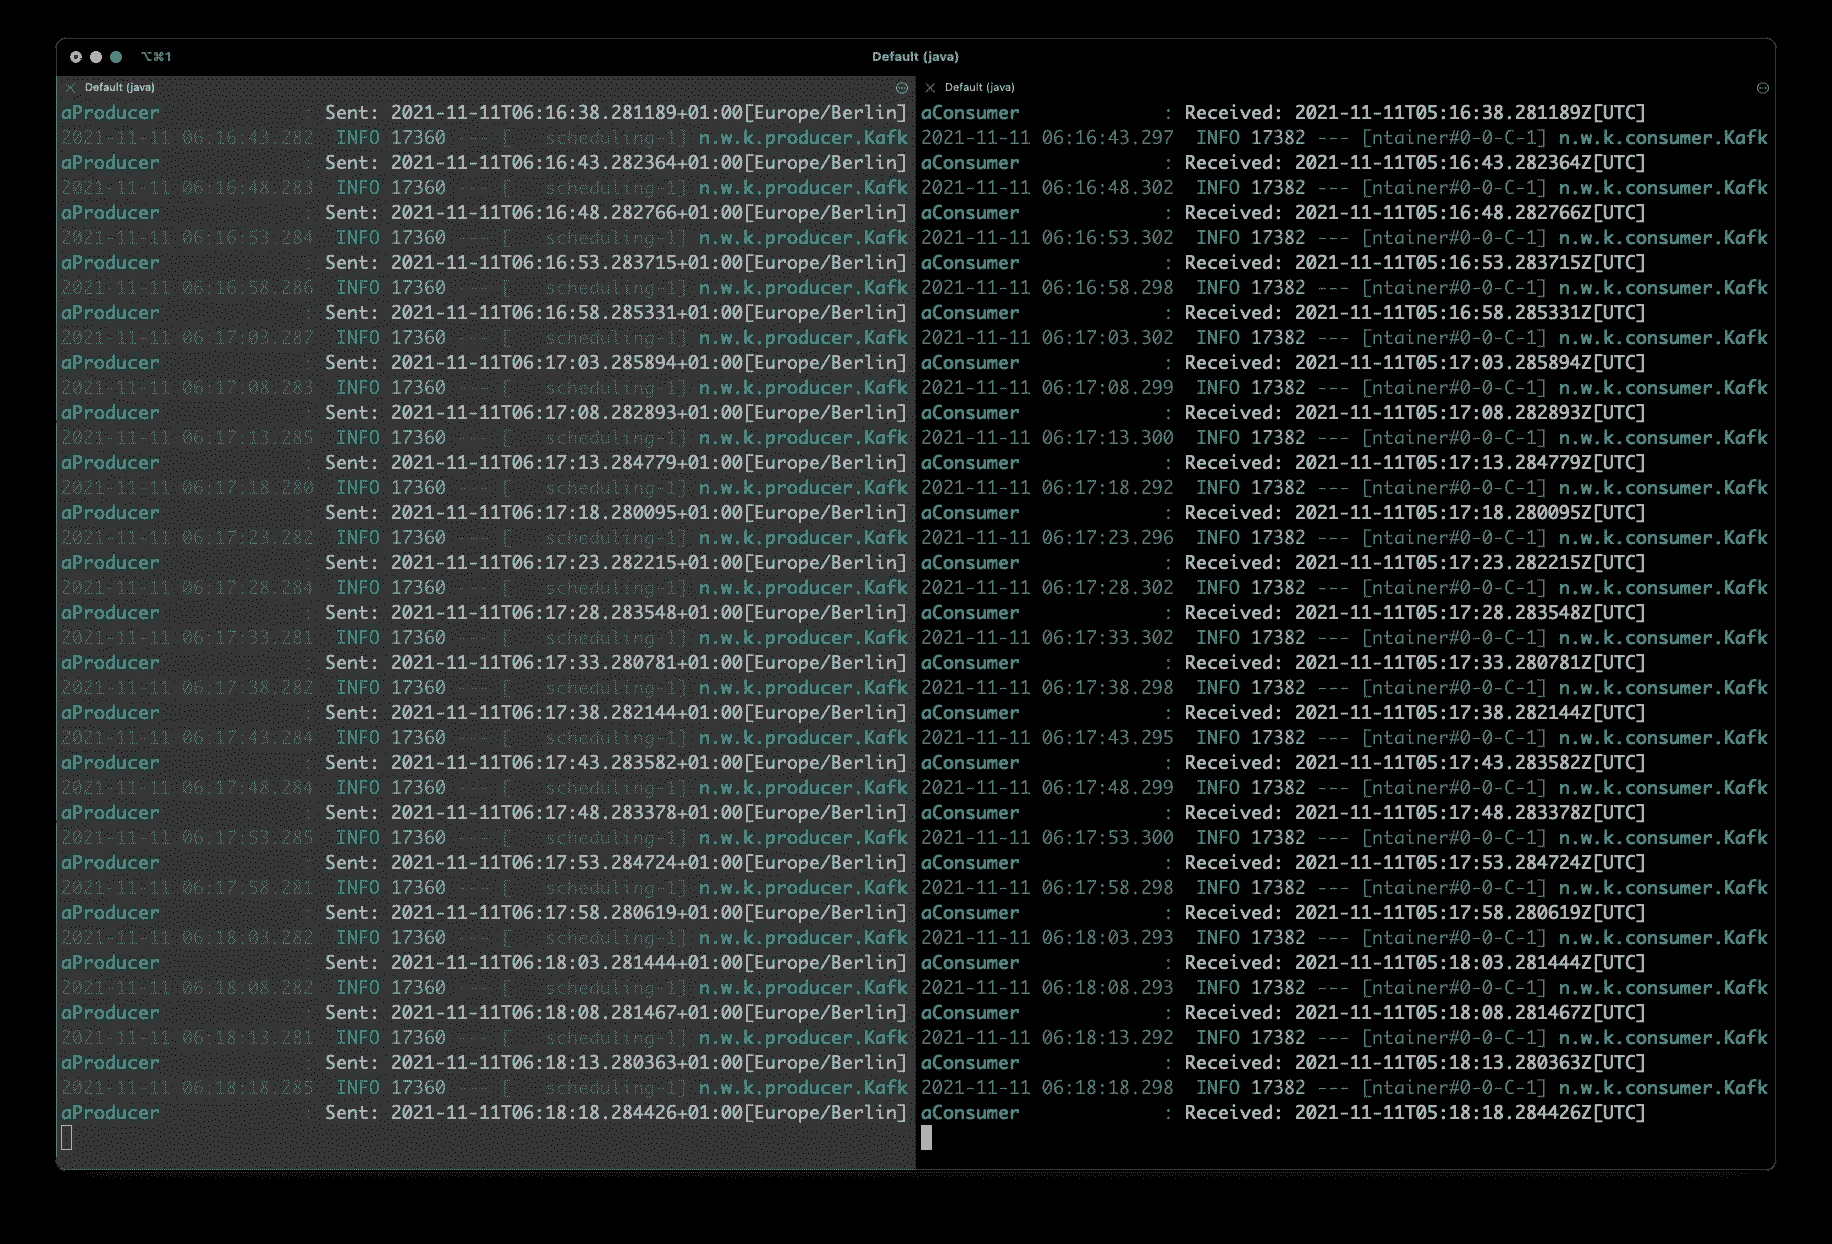 ⌥⌘1
Default (java)
Default (java)
aProducer : Sent: 2021-11-11T06:16:38.281189+01:00[Europe/Berlin]
2021-11-11 06:16:43.282 INFO 17360 --- [ scheduling-1] n.w.k.producer.Kafk
aProducer : Sent: 2021-11-11T06:16:43.282364+01:00[Europe/Berlin]
2021-11-11 06:16:48.283 INFO 17360 --- [ scheduling-1] n.w.k.producer.Kafk
aProducer : Sent: 2021-11-11T06:16:48.282766+01:00[Europe/Berlin]
2021-11-11 06:16:53.284 INFO 17360 --- [ scheduling-1] n.w.k.producer.Kafk
aProducer : Sent: 2021-11-11T06:16:53.283715+01:00[Europe/Berlin]
2021-11-11 06:16:58.286 INFO 17360 --- [ scheduling-1] n.w.k.producer.Kafk
aProducer : Sent: 2021-11-11T06:16:58.285331+01:00[Europe/Berlin]
2021-11-11 06:17:03.287 INFO 17360 --- [ scheduling-1] n.w.k.producer.Kafk
aProducer : Sent: 2021-11-11T06:17:03.285894+01:00[Europe/Berlin]
2021-11-11 06:17:08.283 INFO 17360 --- [ scheduling-1] n.w.k.producer.Kafk
aProducer : Sent: 2021-11-11T06:17:08.282893+01:00[Europe/Berlin]
2021-11-11 06:17:13.285 INFO 17360 --- [ scheduling-1] n.w.k.producer.Kafk
aProducer : Sent: 2021-11-11T06:17:13.284779+01:00[Europe/Berlin]
2021-11-11 06:17:18.280 INFO 17360 --- [ scheduling-1] n.w.k.producer.Kafk
aProducer : Sent: 2021-11-11T06:17:18.280095+01:00[Europe/Berlin]
2021-11-11 06:17:23.282 INFO 17360 --- [ scheduling-1] n.w.k.producer.Kafk
aProducer : Sent: 2021-11-11T06:17:23.282215+01:00[Europe/Berlin]
2021-11-11 06:17:28.284 INFO 17360 --- [ scheduling-1] n.w.k.producer.Kafk
aProducer : Sent: 2021-11-11T06:17:28.283548+01:00[Europe/Berlin]
2021-11-11 06:17:33.281 INFO 17360 --- [ scheduling-1] n.w.k.producer.Kafk
aProducer : Sent: 2021-11-11T06:17:33.280781+01:00[Europe/Berlin]
2021-11-11 06:17:38.282 INFO 17360 --- [ scheduling-1] n.w.k.producer.Kafk
aProducer : Sent: 2021-11-11T06:17:38.282144+01:00[Europe/Berlin]
2021-11-11 06:17:43.284 INFO 17360 --- [ scheduling-1] n.w.k.producer.Kafk
aProducer : Sent: 2021-11-11T06:17:43.283582+01:00[Europe/Berlin]
2021-11-11 06:17:48.284 INFO 17360 --- [ scheduling-1] n.w.k.producer.Kafk
aProducer : Sent: 2021-11-11T06:17:48.283378+01:00[Europe/Berlin]
2021-11-11 06:17:53.285 INFO 17360 --- [ scheduling-1] n.w.k.producer.Kafk
aProducer : Sent: 2021-11-11T06:17:53.284724+01:00[Europe/Berlin]
2021-11-11 06:17:58.281 INFO 17360 --- [ scheduling-1] n.w.k.producer.Kafk
aProducer : Sent: 2021-11-11T06:17:58.280619+01:00[Europe/Berlin]
2021-11-11 06:18:03.282 INFO 17360 --- [ scheduling-1] n.w.k.producer.Kafk
aProducer : Sent: 2021-11-11T06:18:03.281444+01:00[Europe/Berlin]
2021-11-11 06:18:08.282 INFO 17360 --- [ scheduling-1] n.w.k.producer.Kafk
aProducer : Sent: 2021-11-11T06:18:08.281467+01:00[Europe/Berlin]
2021-11-11 06:18:13.281 INFO 17360 --- [ scheduling-1] n.w.k.producer.Kafk
aProducer : Sent: 2021-11-11T06:18:13.280363+01:00[Europe/Berlin]
2021-11-11 06:18:18.285 INFO 17360 --- [ scheduling-1] n.w.k.producer.Kafk
aProducer : Sent: 2021-11-11T06:18:18.284426+01:00[Europe/Berlin]
Default (java)
aConsumer : Received: 2021-11-11T05:16:38.281189Z[UTC]
2021-11-11 06:16:43.297 INFO 17382 --- [ntainer#0-0-C-1] n.w.k.consumer.Kafk
aConsumer : Received: 2021-11-11T05:16:43.282364Z[UTC]
2021-11-11 06:16:48.302 INFO 17382 --- [ntainer#0-0-C-1] n.w.k.consumer.Kafk
aConsumer : Received: 2021-11-11T05:16:48.282766Z[UTC]
2021-11-11 06:16:53.302 INFO 17382 --- [ntainer#0-0-C-1] n.w.k.consumer.Kafk
aConsumer : Received: 2021-11-11T05:16:53.283715Z[UTC]
2021-11-11 06:16:58.298 INFO 17382 --- [ntainer#0-0-C-1] n.w.k.consumer.Kafk
aConsumer : Received: 2021-11-11T05:16:58.285331Z[UTC]
2021-11-11 06:17:03.302 INFO 17382 --- [ntainer#0-0-C-1] n.w.k.consumer.Kafk
aConsumer : Received: 2021-11-11T05:17:03.285894Z[UTC]
2021-11-11 06:17:08.299 INFO 17382 --- [ntainer#0-0-C-1] n.w.k.consumer.Kafk
aConsumer : Received: 2021-11-11T05:17:08.282893Z[UTC]
2021-11-11 06:17:13.300 INFO 17382 --- [ntainer#0-0-C-1] n.w.k.consumer.Kafk
aConsumer : Received: 2021-11-11T05:17:13.284779Z[UTC]
2021-11-11 06:17:18.292 INFO 17382 --- [ntainer#0-0-C-1] n.w.k.consumer.Kafk
aConsumer : Received: 2021-11-11T05:17:18.280095Z[UTC]
2021-11-11 06:17:23.296 INFO 17382 --- [ntainer#0-0-C-1] n.w.k.consumer.Kafk
aConsumer : Received: 2021-11-11T05:17:23.282215Z[UTC]
2021-11-11 06:17:28.302 INFO 17382 --- [ntainer#0-0-C-1] n.w.k.consumer.Kafk
aConsumer : Received: 2021-11-11T05:17:28.283548Z[UTC]
2021-11-11 06:17:33.302 INFO 17382 --- [ntainer#0-0-C-1] n.w.k.consumer.Kafk
aConsumer : Received: 2021-11-11T05:17:33.280781Z[UTC]
2021-11-11 06:17:38.298 INFO 17382 --- [ntainer#0-0-C-1] n.w.k.consumer.Kafk
aConsumer : Received: 2021-11-11T05:17:38.282144Z[UTC]
2021-11-11 06:17:43.295 INFO 17382 --- [ntainer#0-0-C-1] n.w.k.consumer.Kafk
aConsumer : Received: 2021-11-11T05:17:43.283582Z[UTC]
2021-11-11 06:17:48.299 INFO 17382 --- [ntainer#0-0-C-1] n.w.k.consumer.Kafk
aConsumer : Received: 2021-11-11T05:17:48.283378Z[UTC]
2021-11-11 06:17:53.300 INFO 17382 --- [ntainer#0-0-C-1] n.w.k.consumer.Kafk
aConsumer : Received: 2021-11-11T05:17:53.284724Z[UTC]
2021-11-11 06:17:58.298 INFO 17382 --- [ntainer#0-0-C-1] n.w.k.consumer.Kafk
aConsumer : Received: 2021-11-11T05:17:58.280619Z[UTC]
2021-11-11 06:18:03.293 INFO 17382 --- [ntainer#0-0-C-1] n.w.k.consumer.Kafk
aConsumer : Received: 2021-11-11T05:18:03.281444Z[UTC]
2021-11-11 06:18:08.293 INFO 17382 --- [ntainer#0-0-C-1] n.w.k.consumer.Kafk
aConsumer : Received: 2021-11-11T05:18:08.281467Z[UTC]
2021-11-11 06:18:13.292 INFO 17382 --- [ntainer#0-0-C-1] n.w.k.consumer.Kafk
aConsumer : Received: 2021-11-11T05:18:13.280363Z[UTC]
2021-11-11 06:18:18.298 INFO 17382 --- [ntainer#0-0-C-1] n.w.k.consumer.Kafk
aConsumer : Received: 2021-11-11T05:18:18.284426Z[UTC]